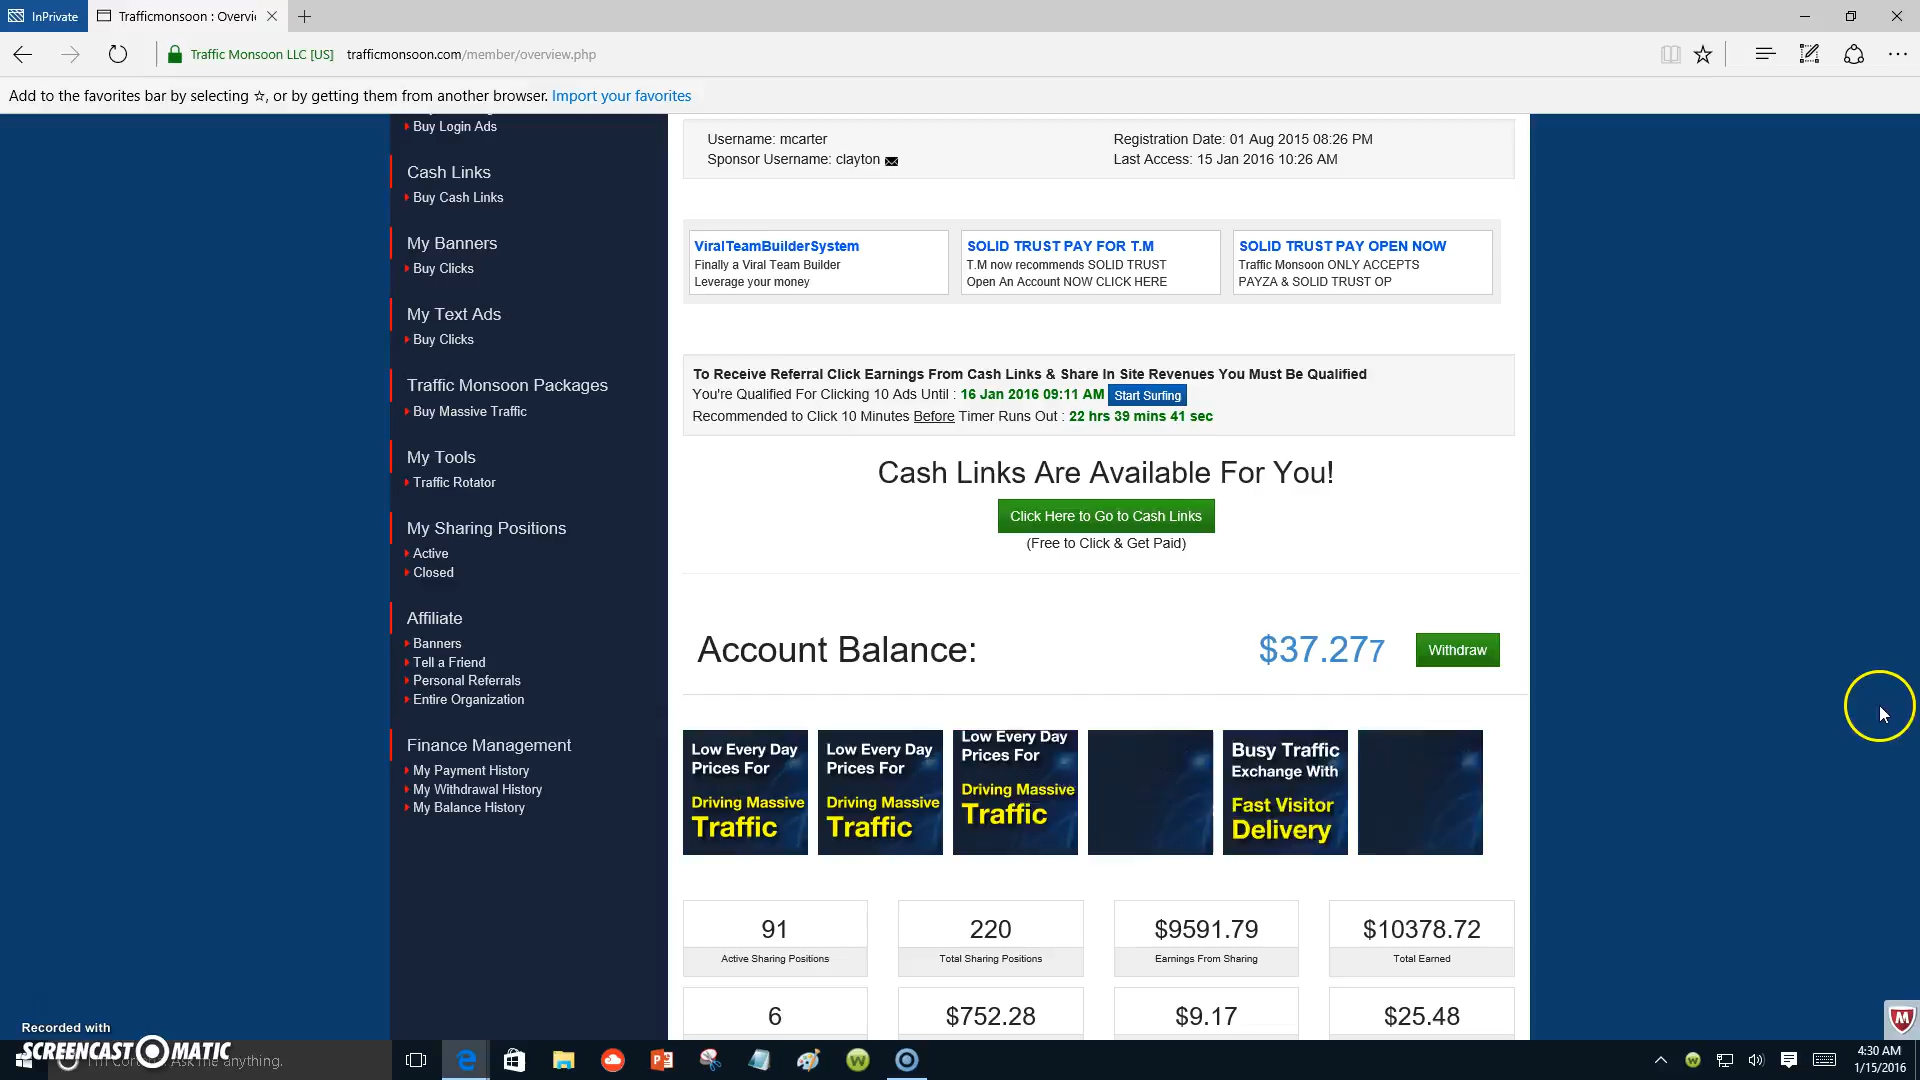 InPrivate
Trafficmonsoon : Overvi
Traffic Monsoon LLC [US]
trafficmonsoon.com/member/overview.php
Add to the favorites bar by selecting ☆, or by getting them from another browser. Import your favorites
Buy Login Ads
Cash Links
Buy Cash Links
My Banners
Buy Clicks
My Text Ads
Buy Clicks
Traffic Monsoon Packages
Buy Massive Traffic
My Tools
Traffic Rotator
My Sharing Positions
Active
Closed
Affiliate
Banners
Tell a Friend
Personal Referrals
Entire Organization
Finance Management
My Payment History
My Withdrawal History
My Balance History
Username: mcarter
Sponsor Username: clayton
Registration Date: 01 Aug 2015 08:26 PM
Last Access: 15 Jan 2016 10:26 AM
ViralTeamBuilderSystem
Finally a Viral Team Builder
Leverage your money
SOLID TRUST PAY FOR T.M
T.M now recommends SOLID TRUST
Open An Account NOW CLICK HERE
SOLID TRUST PAY OPEN NOW
Traffic Monsoon ONLY ACCEPTS
PAYZA & SOLID TRUST OP
To Receive Referral Click Earnings From Cash Links & Share In Site Revenues You Must Be Qualified
You're Qualified For Clicking 10 Ads Until : 16 Jan 2016 09:11 AM Start Surfing
Recommended to Click 10 Minutes Before Timer Runs Out : 22 hrs 39 mins 41 sec
Cash Links Are Available For You!
Click Here to Go to Cash Links
(Free to Click & Get Paid)
Account Balance:
$37.277
Withdraw
Low Every Day
Prices For
Driving Massive
Traffic
Low Every Day
Prices For
Driving Massive
Traffic
Low Every Day
Prices For
Driving Massive
Traffic
Busy Traffic
Exchange With
Fast Visitor
Delivery
91
Active Sharing Positions
220
Total Sharing Positions
$9591.79
Earnings From Sharing
$10378.72
Total Earned
6
$752.28
$9.17
$25.48
Recorded with
SCREENCAST-O-MATIC
Ask me anything.
4:30 AM
1/15/2016